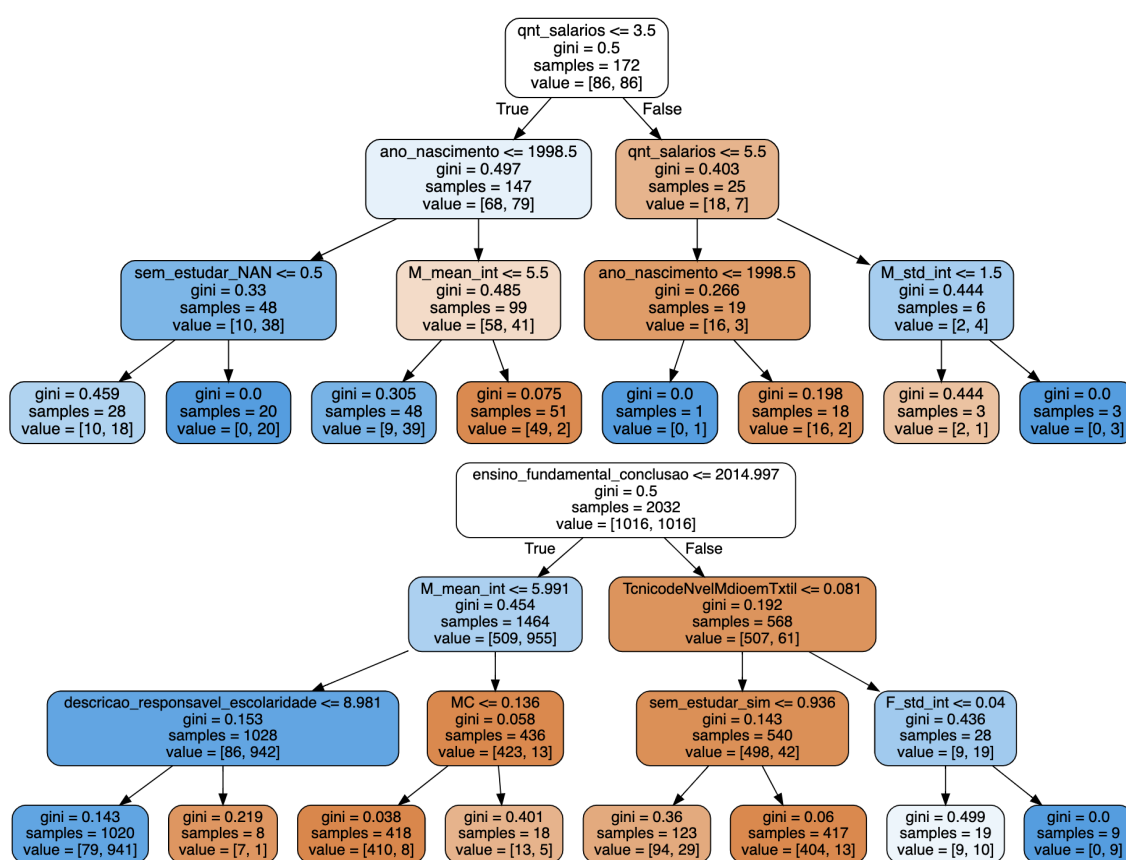 qnt_salarios <= 3.5
gini = 0.5
samples = 172
value = [86, 86]
True
False
ano_nascimento <= 1998.5
gini = 0.497
samples = 147
value = [68, 79]
qnt_salarios <= 5.5
gini = 0.403
samples = 25
value = [18, 7]
sem_estudar_NAN <= 0.5
gini = 0.33
samples = 48
value = [10, 38]
M_mean_int <= 5.5
gini = 0.485
samples = 99
value = [58, 41]
ano_nascimento <= 1998.5
gini = 0.266
samples = 19
value = [16, 3]
M_std_int <= 1.5
gini = 0.444
samples = 6
value = [2, 4]
gini = 0.459
samples = 28
value = [10, 18]
gini = 0.0
samples = 20
value = [0, 20]
gini = 0.305
samples = 48
value = [9, 39]
gini = 0.075
samples = 51
value = [49, 2]
gini = 0.0
samples = 1
value = [0, 1]
gini = 0.198
samples = 18
value = [16, 2]
gini = 0.444
samples = 3
value = [2, 1]
gini = 0.0
samples = 3
value = [0, 3]
ensino_fundamental_conclusao <= 2014.997
gini = 0.5
samples = 2032
value = [1016, 1016]
True
False
M_mean_int <= 5.991
gini = 0.454
samples = 1464
value = [509, 955]
TcnicodeNvelMdioemTxtil <= 0.081
gini = 0.192
samples = 568
value = [507, 61]
descricao_responsavel_escolaridade <= 8.981
gini = 0.153
samples = 1028
value = [86, 942]
MC <= 0.136
gini = 0.058
samples = 436
value = [423, 13]
sem_estudar_sim <= 0.936
gini = 0.143
samples = 540
value = [498, 42]
F_std_int <= 0.04
gini = 0.436
samples = 28
value = [9, 19]
gini = 0.143
samples = 1020
value = [79, 941]
gini = 0.219
samples = 8
value = [7, 1]
gini = 0.038
samples = 418
value = [410, 8]
gini = 0.401
samples = 18
value = [13, 5]
gini = 0.36
samples = 123
value = [94, 29]
gini = 0.06
samples = 417
value = [404, 13]
gini = 0.499
samples = 19
value = [9, 10]
gini = 0.0
samples = 9
value = [0, 9]